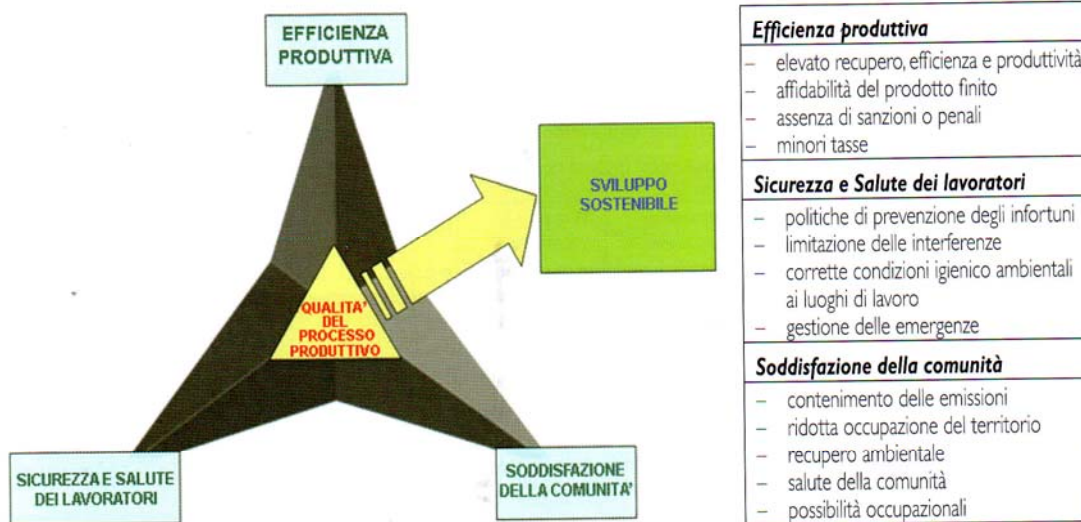 EFFICIENZA
PRODUTTIVA
SVILUPPO
SOSTENIBILE
QUALITA'
DEL
PROCESSO
PRODUTTIVO
SICUREZZA E SALUTE
DEI LAVORATORI
SODDISFAZIONE
DELLA COMUNITA'
Efficienza produttiva
– elevato recupero, efficienza e produttività
– affidabilità del prodotto finito
– assenza di sanzioni o penali
– minori tasse
Sicurezza e Salute dei lavoratori
– politiche di prevenzione degli infortuni
– limitazione delle interferenze
– corrette condizioni igienico ambientali
ai luoghi di lavoro
– gestione delle emergenze
Soddisfazione della comunità
– contenimento delle emissioni
– ridotta occupazione del territorio
– recupero ambientale
– salute della comunità
– possibilità occupazionali